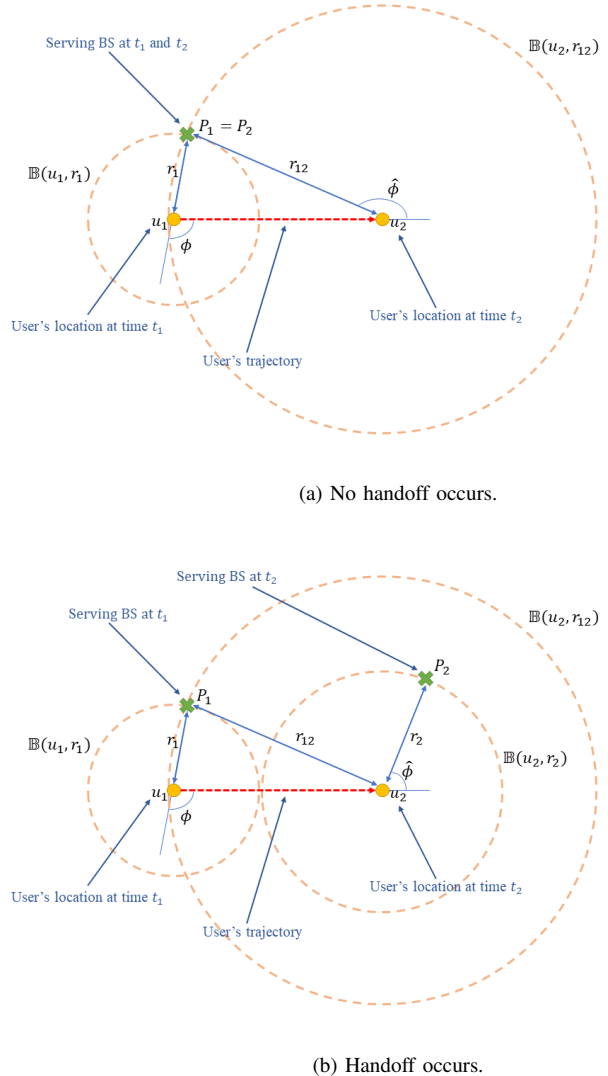 Serving BS at t₁ and t₂
𝔹(u₂, r₁₂)
P₁ = P₂
𝔹(u₁, r₁)
r₁
r₁₂
ϕ̂
u₁
u₂
ϕ
User's location at time t₁
User's location at time t₂
User's trajectory
(a) No handoff occurs.
Serving BS at t₂
Serving BS at t₁
𝔹(u₂, r₁₂)
P₂
P₁
𝔹(u₁, r₁)
r₁
r₁₂
r₂
𝔹(u₂, r₂)
ϕ̂
u₁
u₂
ϕ
User's location at time t₁
User's location at time t₂
User's trajectory
(b) Handoff occurs.